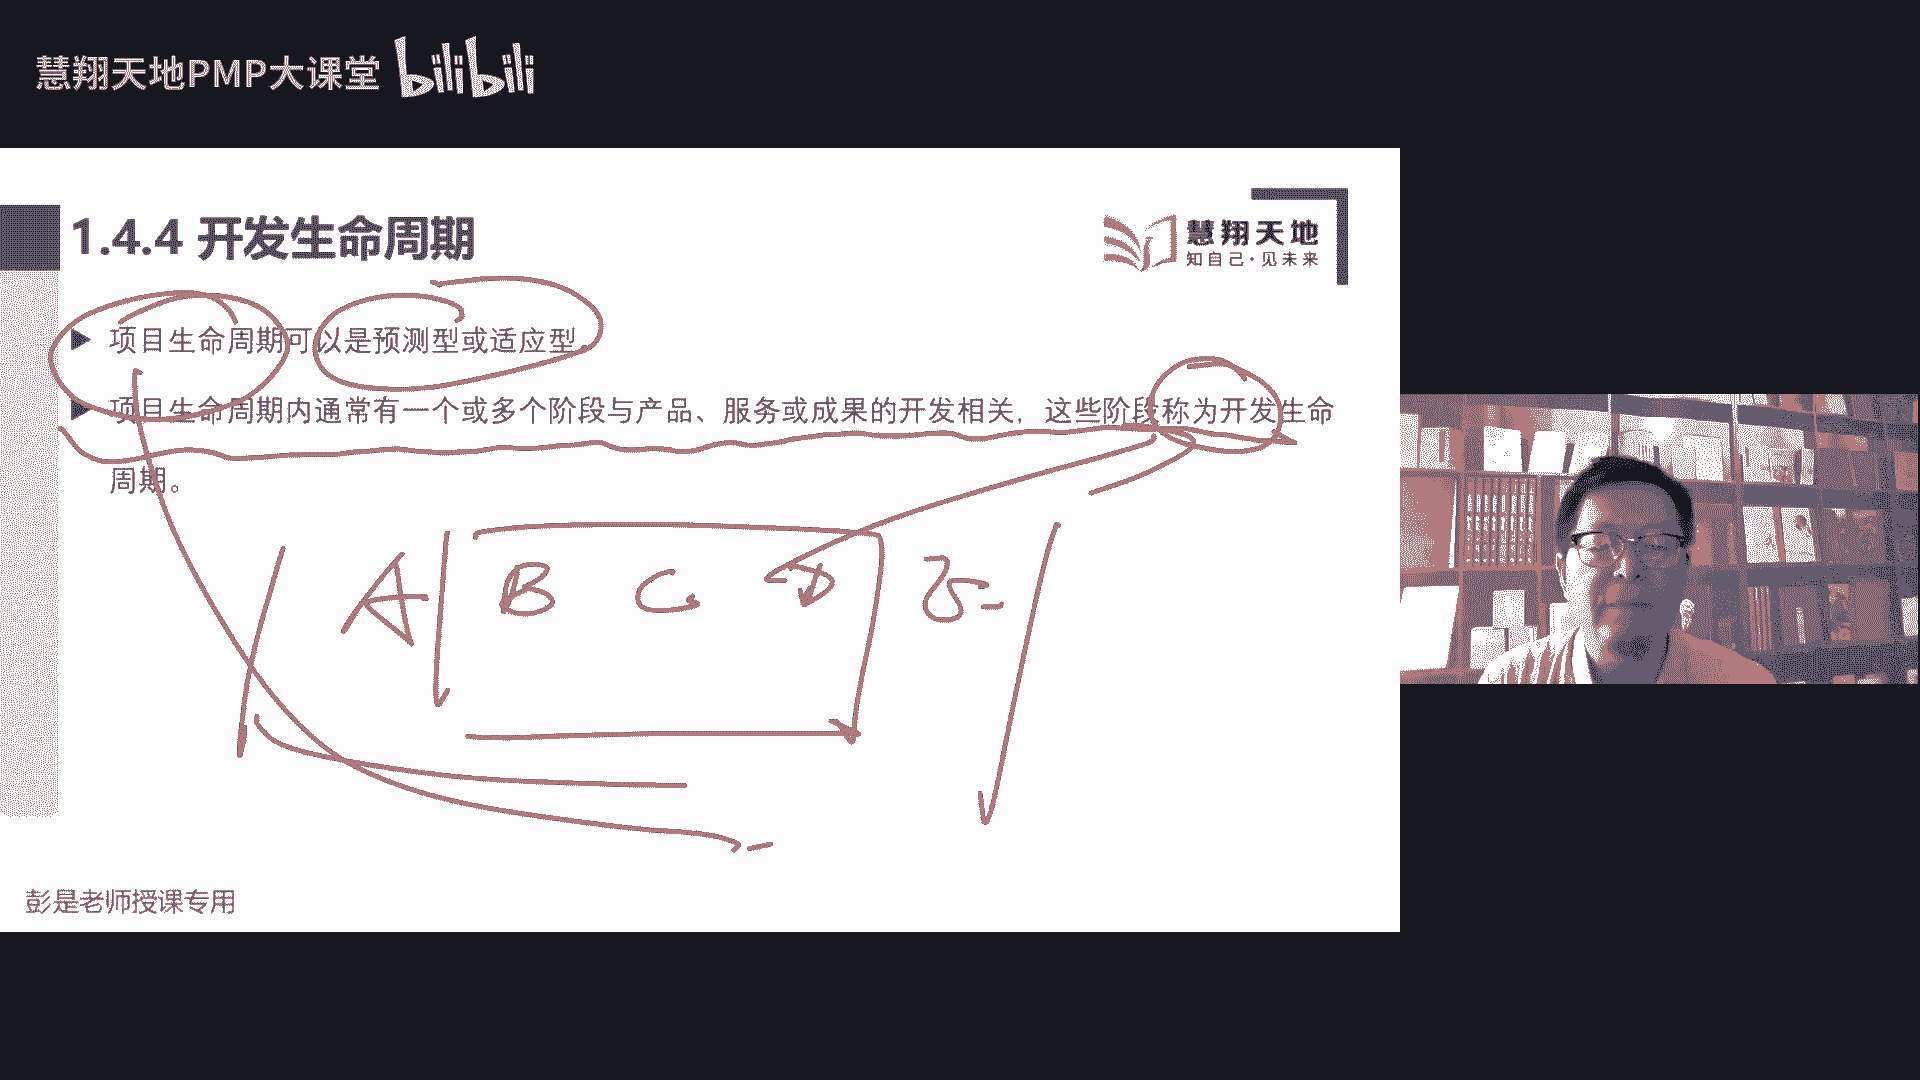 慧翔天地PMP大课堂 bilibili
1.4.4 开发生命周期
慧翔天地
知自己·见未来
▶ 项目生命周期可以是预测型或适应型。
▶ 项目生命周期内通常有一个或多个阶段与产品、服务或成果的开发相关，这些阶段称为开发生命
周期。
A B C D
彭是老师授课专用